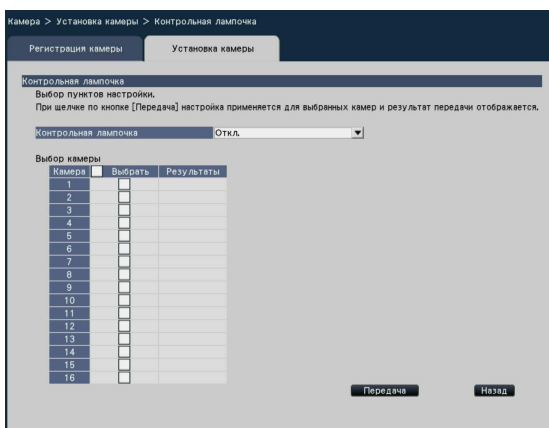 Камера > Установка камеры > Контрольная лампочка
Регистрация камеры Установка камеры
Контрольная лампочка
Выбор пунктов настройки.
При щелчке по кнопке [Передача] настройка применяется для выбранных камер и результат передачи отображается.
Контрольная лампочка Откл.
Выбор камеры
Камера Выбрать Результаты
1
2
3
4
5
6
7
8
9
10
11
12
13
14
15
16
Передача Назад